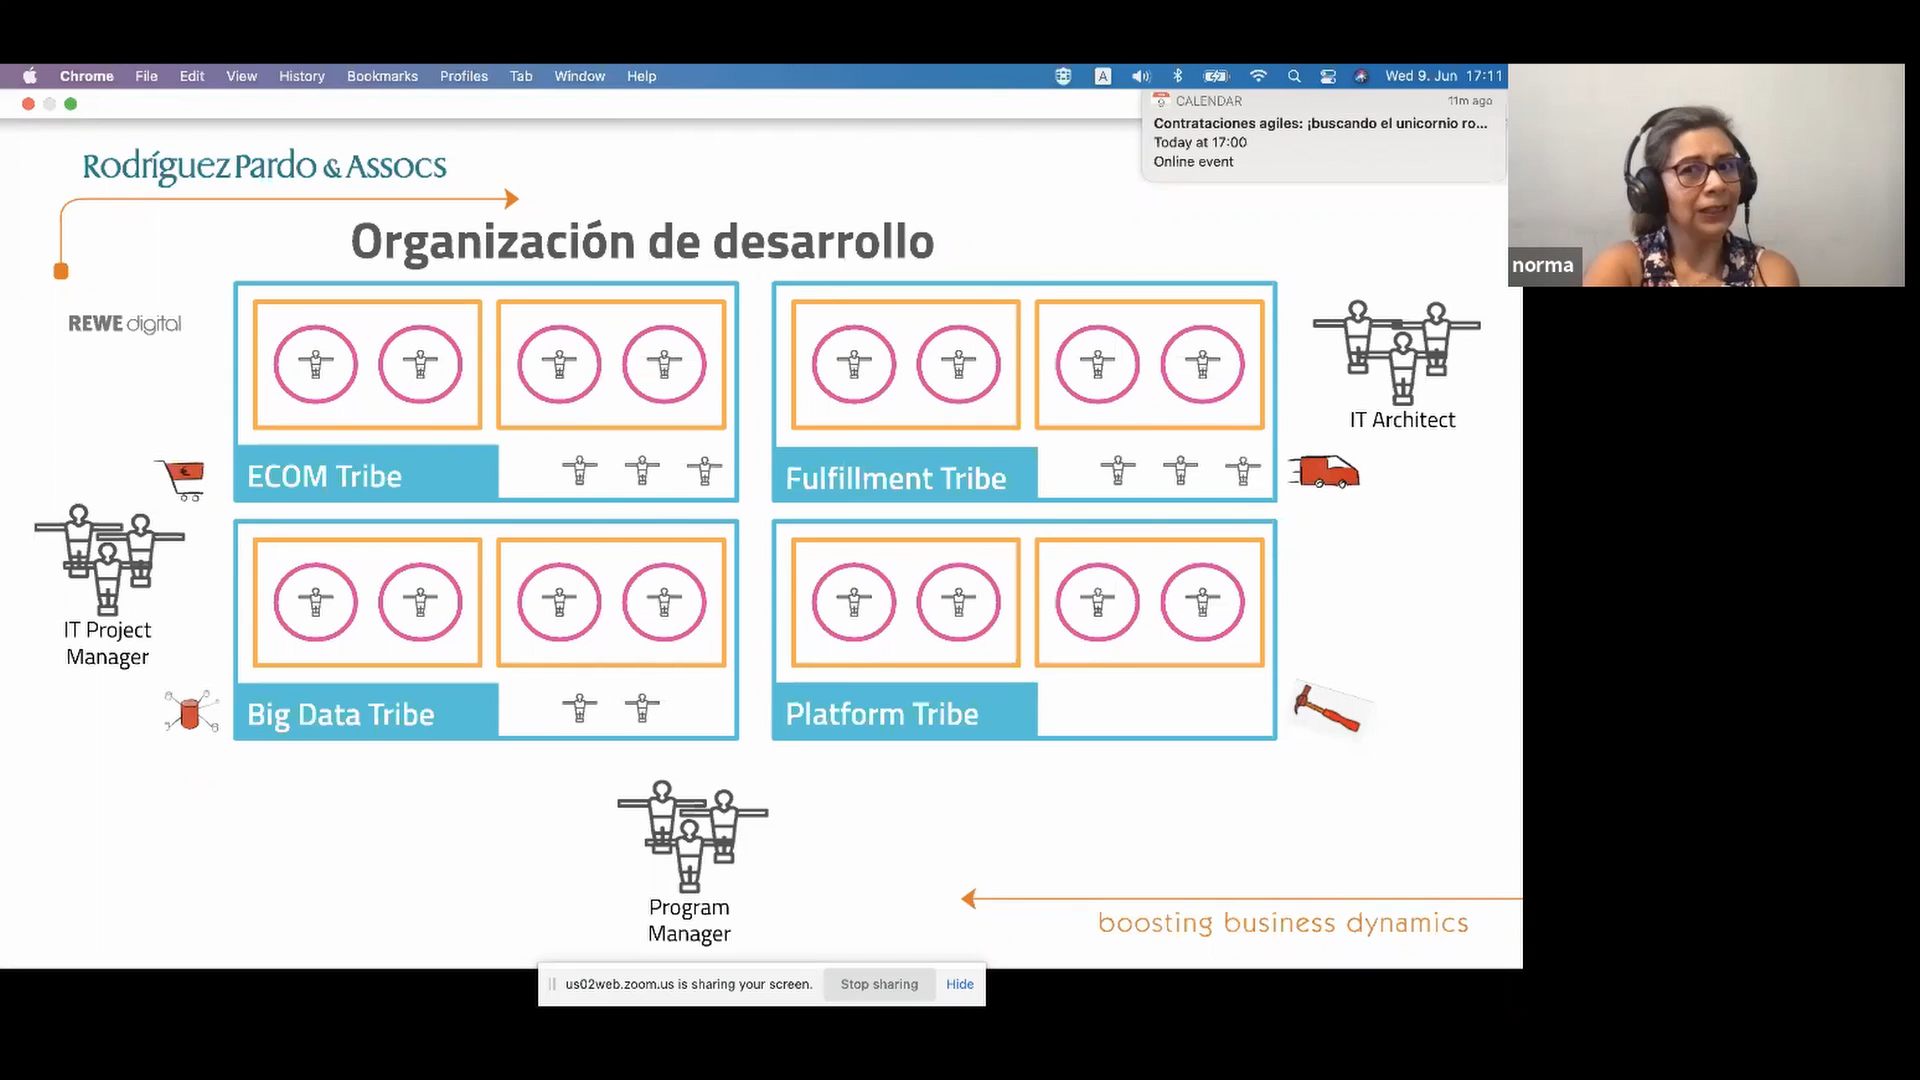 Chrome File Edit View History Bookmarks Profiles Tab Window Help
A
Wed 9. Jun 17:11
9 CALENDAR 11m ago
Contrataciones agiles: ¡buscando el unicornio ro...
Today at 17:00
Online event
norma
Rodríguez Pardo & Assocs
Organización de desarrollo
REWE digital
IT Architect
€
ECOM Tribe
Fulfillment Tribe
IT Project
Manager
Big Data Tribe
Platform Tribe
Program
Manager
boosting business dynamics
us02web.zoom.us is sharing your screen. Stop sharing Hide